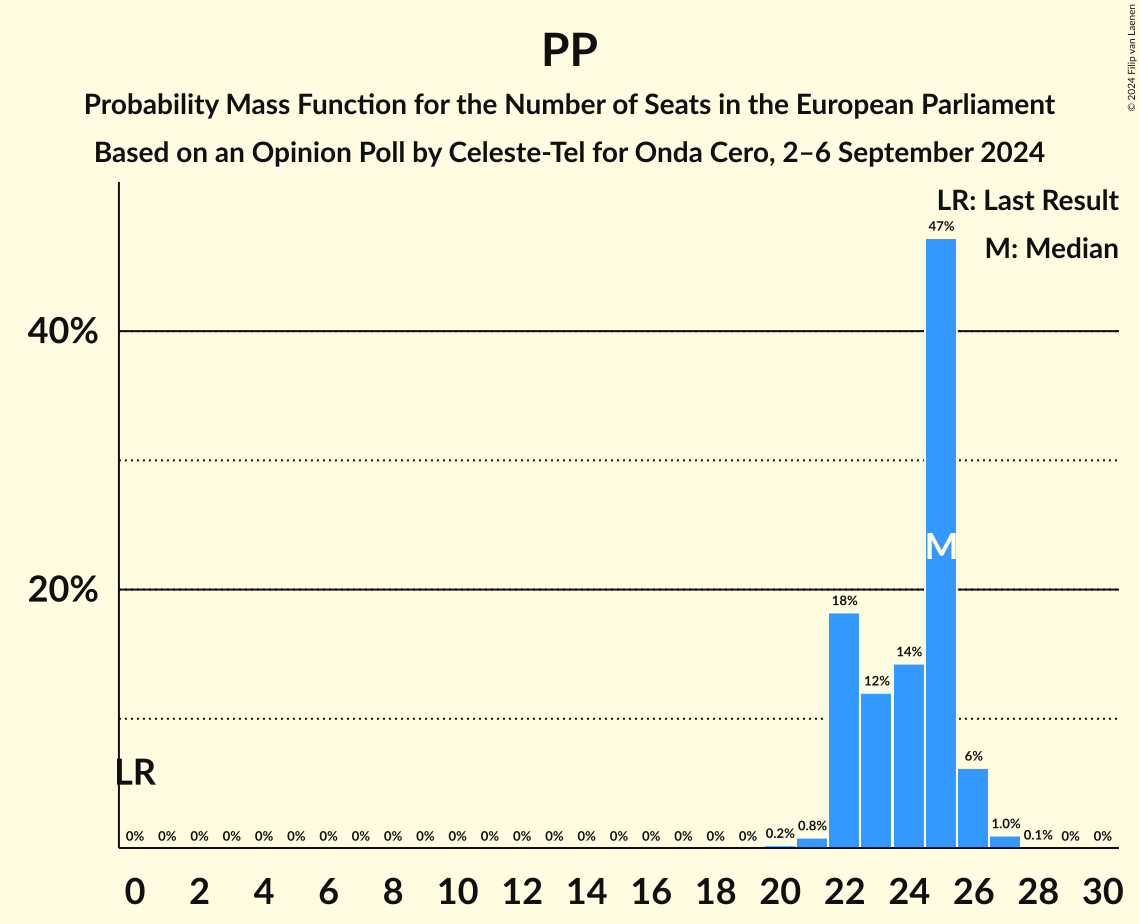 PP
Probability Mass Function for the Number of Seats in the European Parliament
Based on an Opinion Poll by Celeste-Tel for Onda Cero, 2–6 September 2024
© 2024 Filip van Laenen
LR: Last Result
M: Median
47%
40%
M
20%
18%
14%
12%
6%
LR
0% 0% 0% 0% 0% 0% 0% 0% 0% 0% 0% 0% 0% 0% 0% 0% 0% 0% 0% 0% 0.2% 0.8% 1.0% 0.1% 0% 0%
0 2 4 6 8 10 12 14 16 18 20 22 24 26 28 30